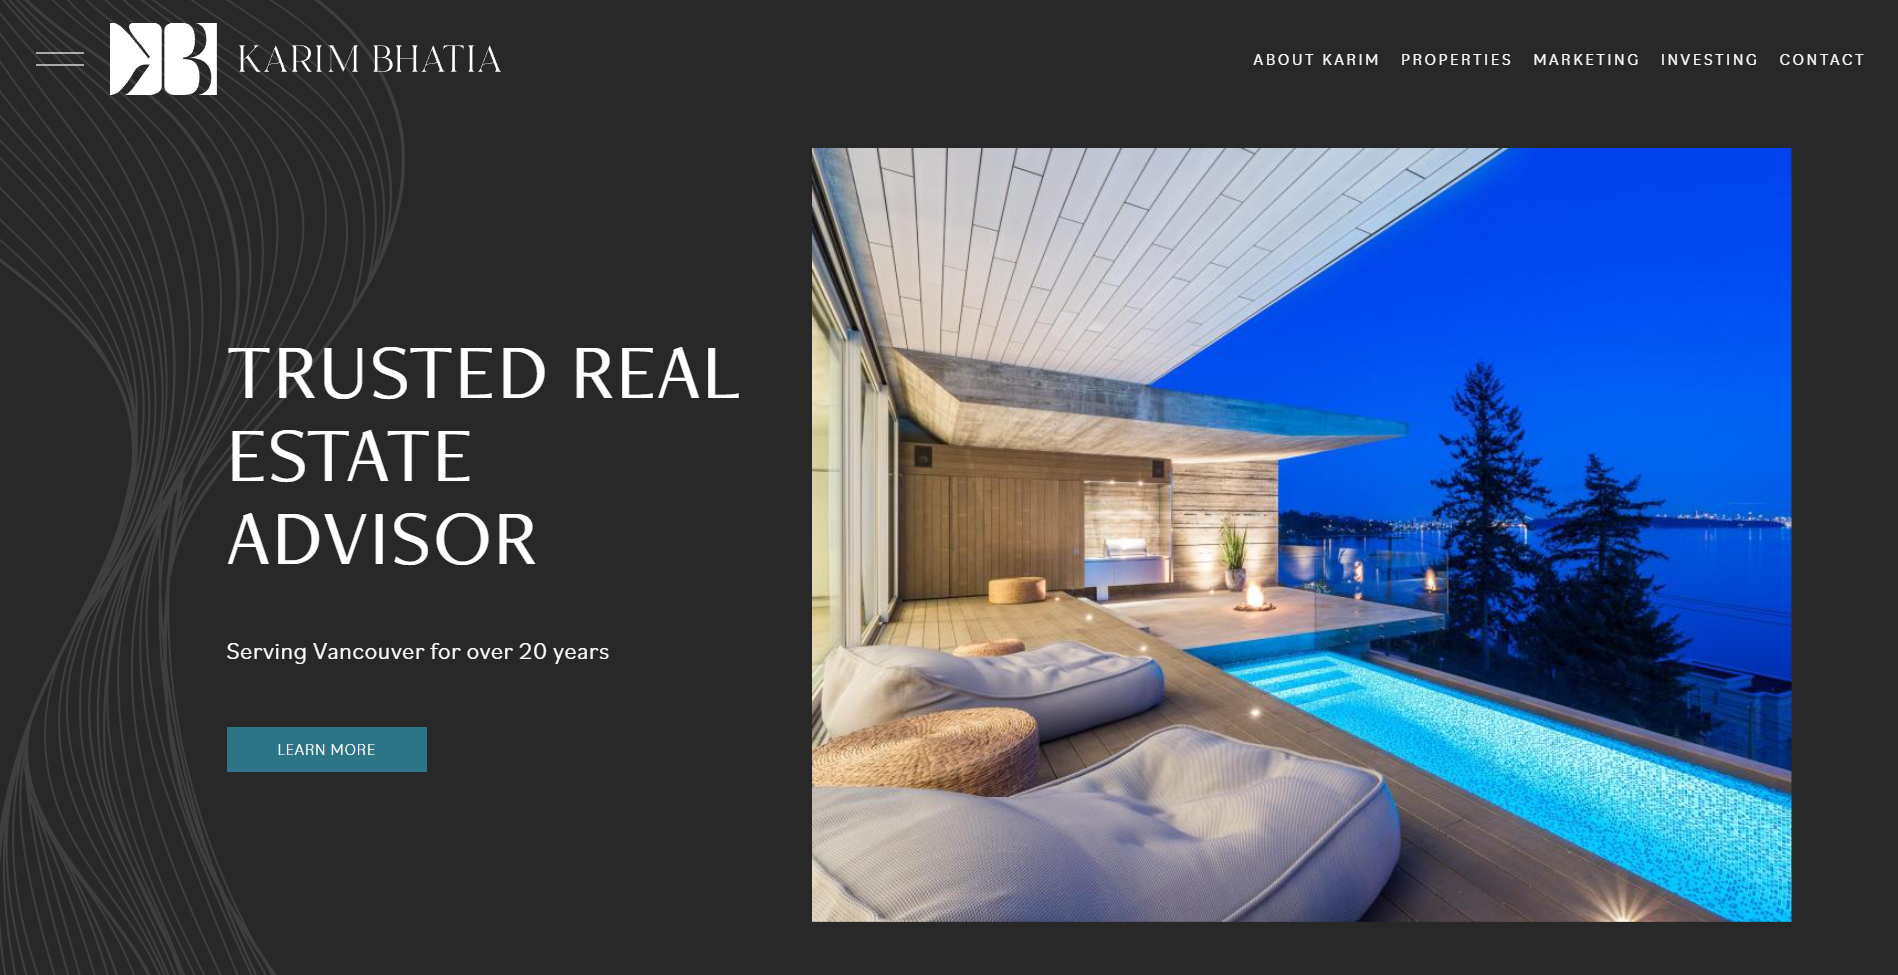 KARIM BHATIA
ABOUT KARIM PROPERTIES MARKETING INVESTING CONTACT
TRUSTED REAL
ESTATE
ADVISOR
Serving Vancouver for over 20 years
LEARN MORE